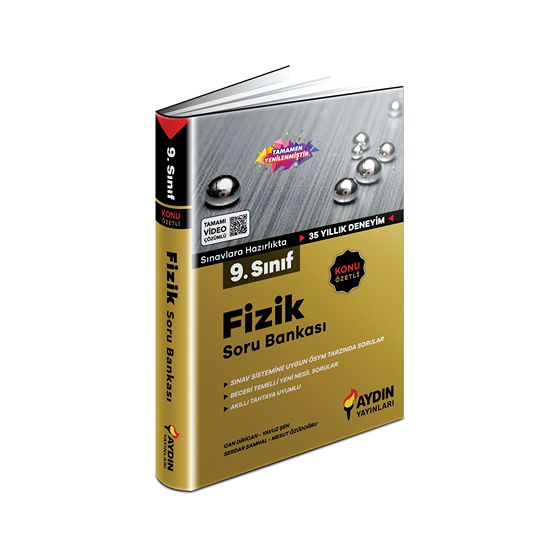 9. Sınıf
KONU
ÖZETLİ
Fizik
Soru Bankası
AYDIN
YAYINLARI
TAMAMEN
YENİLENMİŞTİR
TAMAMI
VİDEO
ÇÖZÜMLÜ
Sınavlara Hazırlıkta
35 YILLIK DENEYİM
9. Sınıf
KONU
ÖZETLİ
Fizik
Soru Bankası
SINAV SİSTEMİNE UYGUN ÖSYM TARZINDA SORULAR
BECERİ TEMELLİ YENİ NESİL SORULAR
AKILLI TAHTAYA UYUMLU
CAN DİRİCAN - YAVUZ ŞEN
SERDAR ŞAMHAL - MESUT ÖZÜDOĞRU
AYDIN
YAYINLARI